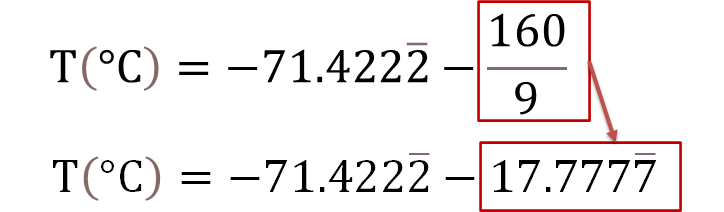 T(°C) = −71.4222̅ − 160/9
T(°C) = −71.4222̅ − 17.7777̅